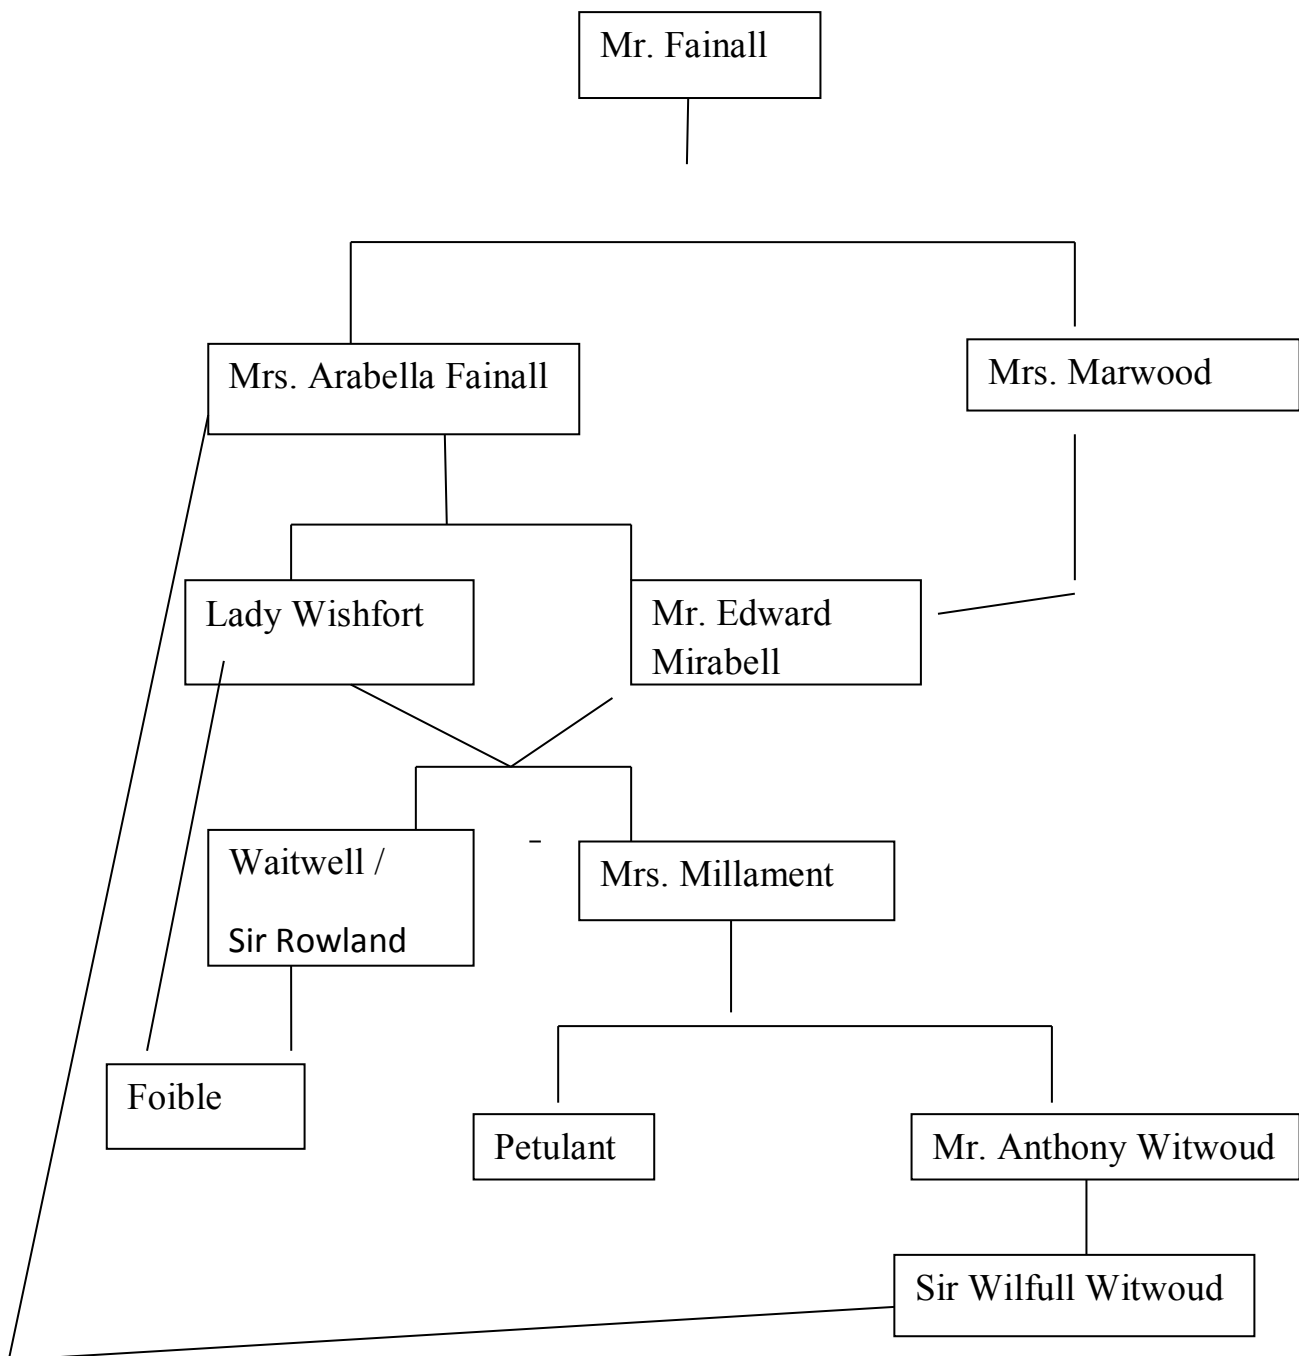 Mr. Fainall
Mrs. Arabella Fainall
Mrs. Marwood
Lady Wishfort
Mr. Edward
Mirabell
Waitwell /
Sir Rowland
Mrs. Millament
Foible
Petulant
Mr. Anthony Witwoud
Sir Wilfull Witwoud